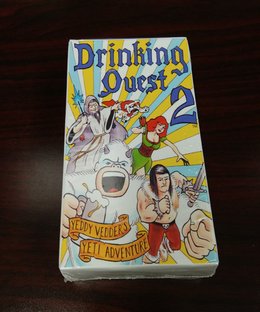 Drinking
Quest
2
YEDDY VEDDER'S
YETI ADVENTURE